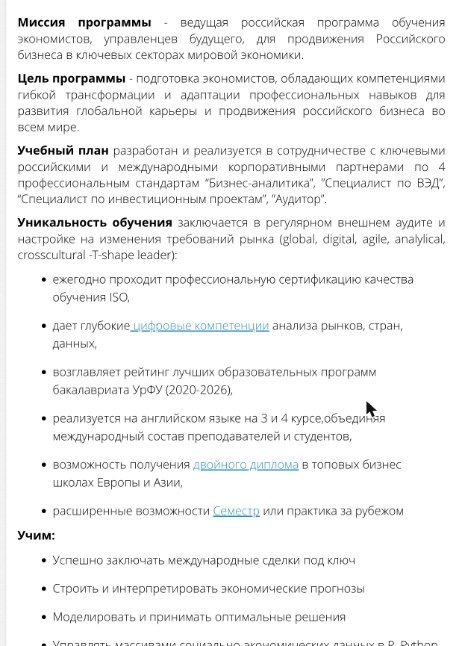 Миссия программы - ведущая российская программа обучения
экономистов, управленцев будущего, для продвижения Российского
бизнеса в ключевых секторах мировой экономики.
Цель программы - подготовка экономистов, обладающих компетенциями
гибкой трансформации и адаптации профессиональных навыков для
развития глобальной карьеры и продвижения российского бизнеса во
всем мире.
Учебный план разработан и реализуется в сотрудничестве с ключевыми
российскими и международными корпоративными партнерами по 4
профессиональным стандартам “Бизнес-аналитика”, “Специалист по ВЭД”,
“Специалист по инвестиционным проектам”, “Аудитор”.
Уникальность обучения заключается в регулярном внешнем аудите и
настройке на изменения требований рынка (global, digital, agile, analylical,
crosscultural -T-shape leader):
• ежегодно проходит профессиональную сертификацию качества
обучения ISO,
• дает глубокие цифровые компетенции анализа рынков, стран,
данных,
• возглавляет рейтинг лучших образовательных программ
бакалавриата УрФУ (2020-2026),
• реализуется на английском языке на 3 и 4 курсе,объединяя
международный состав преподавателей и студентов,
• возможность получения двойного диплома в топовых бизнес
школах Европы и Азии,
• расширенные возможности Семестр или практика за рубежом
Учим:
• Успешно заключать международные сделки под ключ
• Строить и интерпретировать экономические прогнозы
• Моделировать и принимать оптимальные решения
• Управлять массивами социально-экономических данных в R, Python